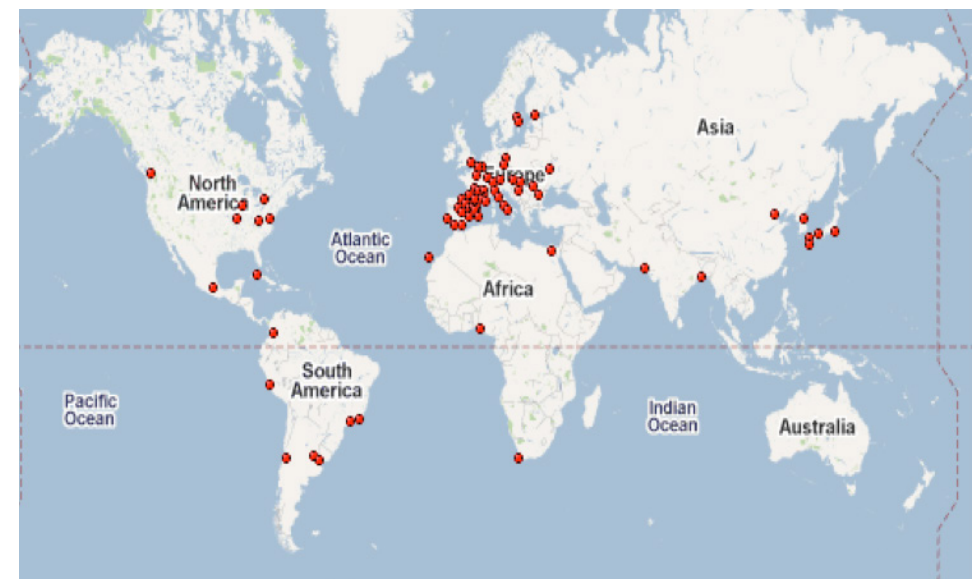 Asia
Europe
North
America
Atlantic
Ocean
Africa
South
America
Pacific
Ocean
Indian
Ocean
Australia